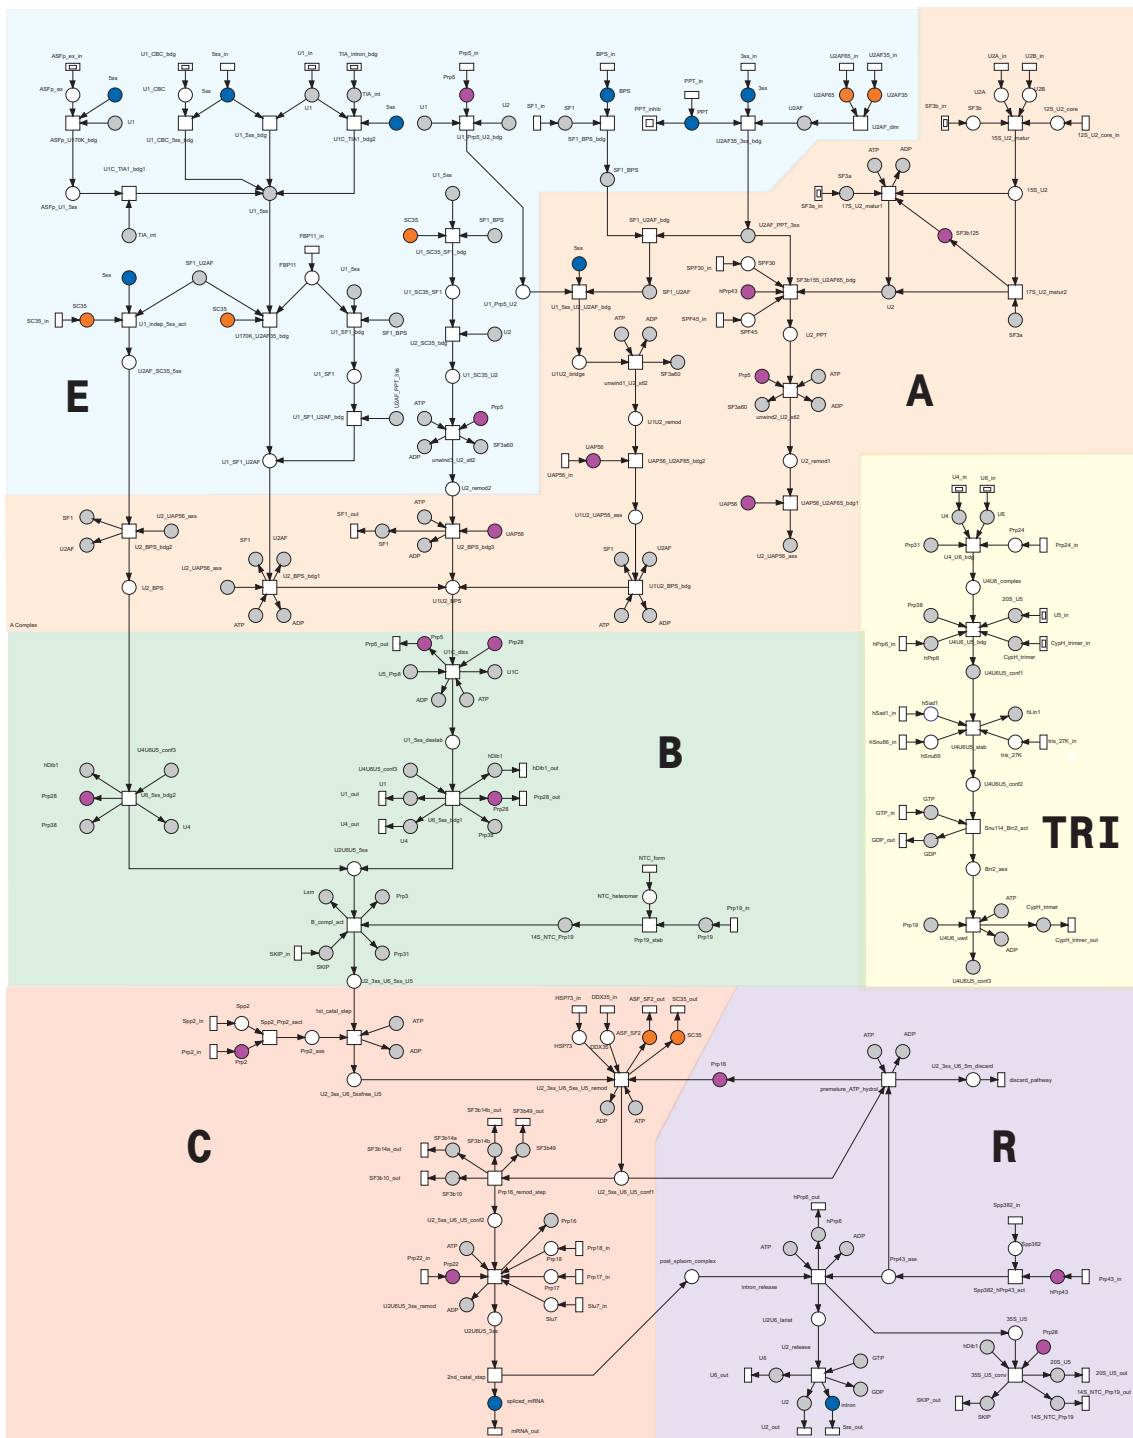 ASFp_ex_in
U1_CBC_bdg
5ss_in
U1_in
TIA_intron_bdg
Prp5_in
BPS_in
3ss_in
U2AF65_in
U2AF35_in
U2A_in
U2B_in
5ss
ASFp_ex
U1_CBC
5ss
U1
TIA_int
Prp5
PPT_in
BPS
3ss
U2AF65
U2AF35
U2A
U2B
5ss
U1
U2
SF1_in
SF1
PPT_inhib
PPT
U2AF
SF3b_in
SF3b
12S_U2_core
12S_U2_core_in
U1
ASFp_U170K_bdg
U1_CBC_5ss_bdg
U1_5ss_bdg
U1C_TIA1_bdg2
U1_Prp5_U2_bdg
SF1_BPS_bdg
U2AF35_3ss_bdg
U2AF_dim
15S_U2_matur
U1C_TIA1_bdg1
ATP
ADP
SF1_BPS
SF3a
SF3a_in
17S_U2_matur1
15S_U2
ASFp_U1_5ss
U1_5ss
U1_5ss
TIA_int
SC35
SF1_BPS
U1_SC35_SF1_bdg
SF1_U2AF_bdg
U2AF_PPT_3ss
SF3b125
FBP11_in
5ss
SF1_U2AF
FBP11
U1_5ss
5ss
SPF30_in
SPF30
SF3b155_U2AF65_bdg
U1_SC35_SF1
U1_Prp5_U2
U1_5ss_U2_U2AF_bdg
SF1_U2AF
hPrp43
U2
17S_U2_matur2
SC35_in
SC35
U1_indep_5ss_act
SC35
U170K_U2AF35_bdg
U1_SF1_bdg
SF1_BPS
U2_SC35_bdg
U2
SPF45_in
SPF45
SF3a
U2AF_SC35_5ss
U1_SF1
U2AF_PPT_3ss
U1_SC35_U2
ATP
ADP
U1U2_bridge
unwind1_U2_stl2
SF3a60
U2_PPT
E
A
Prp5
ATP
SF3a60
unwind2_U2_stl2
ADP
U1_SF1_U2AF_bdg
ATP
Prp5
ADP
unwind3_U2_stl2
SF3a60
U1U2_remod
U1_SF1_U2AF
UAP56_in
UAP56
UAP56_U2AF65_bdg2
U2_remod1
U2_remod2
UAP56
UAP56_U2AF65_bdg1
U4_in
U6_in
U4
U6
Prp24
Prp24_in
Prp31
U4_U6_bdg
SF1
U2_UAP56_ass
U2AF
U2_BPS_bdg2
SF1_out
SF1
ATP
ADP
U2_BPS_bdg3
UAP56
U1U2_UAP56_ass
U2_UAP56_ass
U2_UAP56_ass
SF1
U2AF
U2_BPS_bdg1
SF1
U2AF
U1U2_BPS_bdg
U4U6_complex
U2_BPS
U1U2_BPS
ATP
ADP
ATP
ADP
A Complex
Prp38
20S_U5
U5_in
hPrp6_in
hPrp6
U4U6_U5_bdg
CypH_trimer
CypH_trimer_in
Prp5_out
Prp5
Prp28
U1C_diss
U5_Prp8
U1C
ADP
ATP
U4U6U5_conf1
hSad1
hSad1_in
hLin1
U1_5ss_destab
B
hSnu66_in
hSnu66
U4U6U5_stab
tris_27K
tris_27K_in
hDib1
U4U6U5_conf3
U4U6U5_conf3
hDib1
hDib1_out
U4U6U5_conf2
Prp28
U6_5ss_bdg2
U1_out
U1
Prp28
Prp28_out
GTP_in
GTP
TRI
Prp38
U4
U4_out
U4
U6_5ss_bdg1
Prp38
GDP_out
GDP
Snu114_Brr2_act
U2U6U5_5ss
NTC_form
Brr2_ass
Lsm
Prp3
NTC_heteromer
Prp19_in
ATP
CypH_trimer
B_compl_act
14S_NTC_Prp19
Prp19_stab
Prp19
Prp19
U4U6_uwd
CypH_trimer_out
ADP
SKIP_in
SKIP
Prp31
U2_3ss_U6_5ss_U5
U4U6U5_conf3
Spp2
1st_catal_step
HSP73_in
DDX35_in
ASF_SF2_out
SC35_out
Spp2_in
Spp2_Prp2_aact
ATP
ATP
ADP
Prp2_in
Prp2
Prp2_ass
ADP
HSP73
DDX35
ASF_SF2
SC35
Prp16
U2_3ss_U6_5m_discard
U2_3ss_U6_5ssfree_U5
U2_3ss_U6_5ss_U5_remod
premature_ATP_hydrol
discard_pathway
ADP
ATP
SF3b14b_out
SF3b49_out
C
R
SF3b14a_out
SF3b14a
SF3b14b
SF3b49
SF3b10_out
SF3b10
Prp16_remod_step
U2_5ss_U6_U5_conf1
hPrp6_out
Spp382_in
U2_5ss_U6_U5_conf2
Prp16
hPrp6
ATP
Prp18
Prp18_in
ATP
ADP
Spp382
Prp22_in
Prp22
post_splsom_complex
Prp43_ass
Prp17
Prp17_in
intron_release
Spp382_hPrp43_act
hPrp43
Prp43_in
U2U6U5_3ss_remod
ADP
Slu7
Slu7_in
U2U6U5_3ss
U2U6_lariat
35S_U5
U2_release
hDib1
Prp28
2nd_catal_step
U6_out
U6
GTP
35S_U5_conv
20S_U5
20S_U5_out
GDP
spliced_mRNA
U2
intron
SKIP_out
SKIP
14S_NTC_Prp19
14S_NTC_Prp19_out
mRNA_out
U2_out
5ss_out